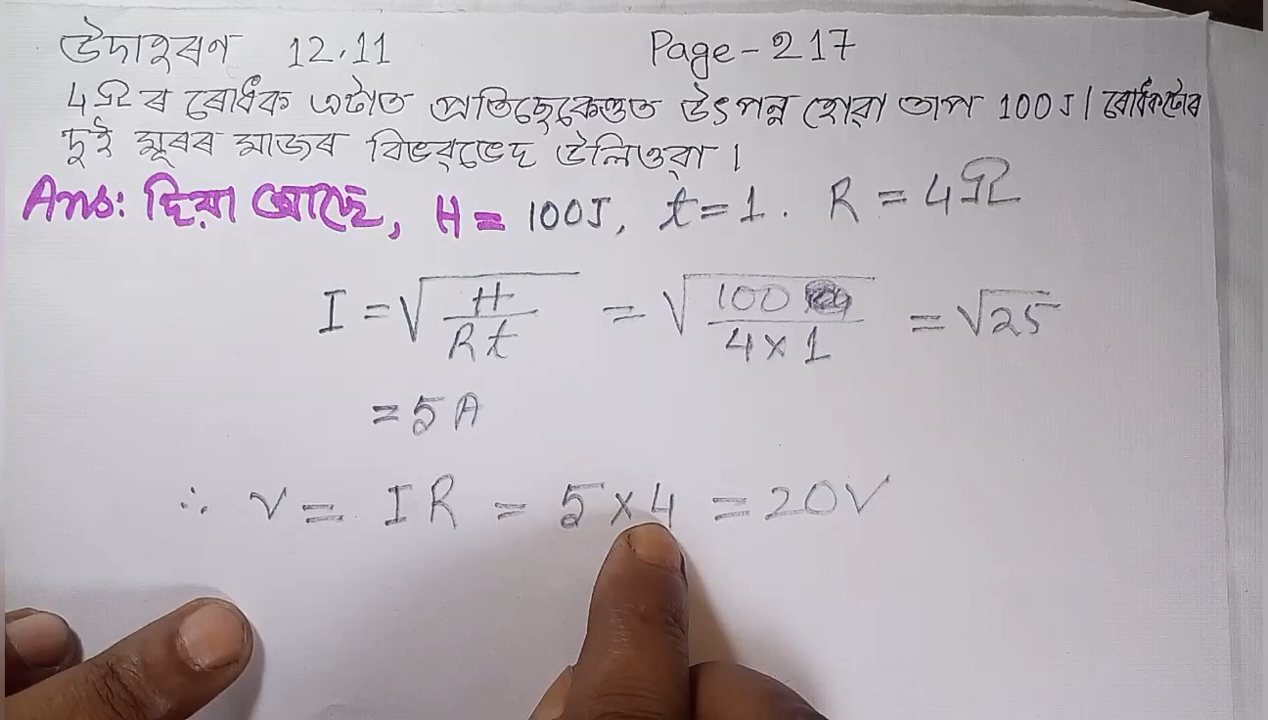 উদাহৰণ 12.11 Page-217
4Ω ৰ ৰোধক এটাত প্ৰতিছেকেণ্ডত উৎপন্ন হোৱা তাপ 100J। ৰোধকটোৰ
দুই মূৰৰ মাজৰ বিভৱভেদ উলিওৱা।
Ans: দিয়া আছে, H = 100J, t=1. R = 4Ω
I = √(H/Rt) = √(100/4×1) = √25
= 5A
∴ V = IR = 5×4 = 20V